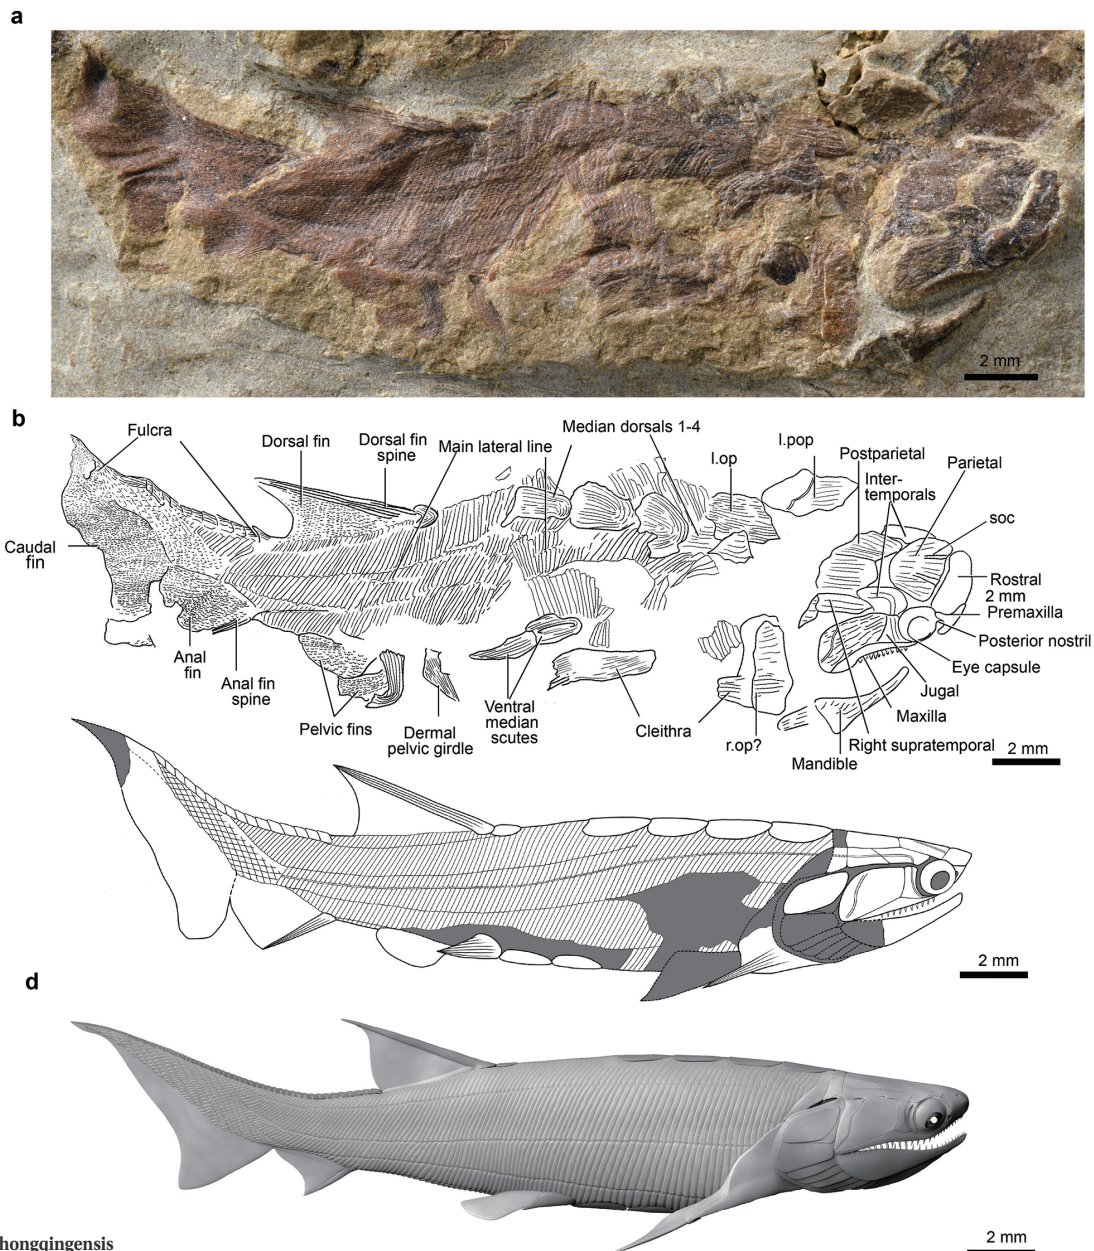 a
2 mm
b
Fulcra
Dorsal fin
Dorsal fin
spine
Main lateral line
Median dorsals 1-4
l.op
l.pop
Postparietal
Inter-
temporals
Parietal
soc
Caudal
fin
Rostral
2 mm
Premaxilla
Posterior nostril
Eye capsule
Jugal
Maxilla
Anal
fin
Anal fin
spine
Pelvic fins
Dermal
pelvic girdle
Ventral
median
scutes
Cleithra
r.op?
Right supratemporal
Mandible
2 mm
2 mm
d
2 mm
hongqingensis